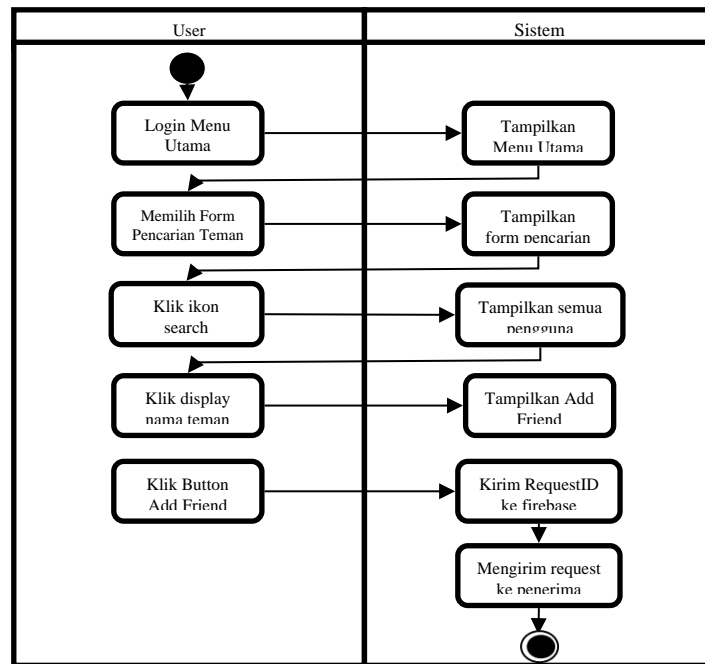 User
Sistem
Login Menu
Utama
Tampilkan
Menu Utama
Memilih Form
Pencarian Teman
Tampilkan
form pencarian
Klik ikon
search
Tampilkan semua
pengguna
Klik display
nama teman
Tampilkan Add
Friend
Klik Button
Add Friend
Kirim RequestID
ke firebase
Mengirim request
ke penerima